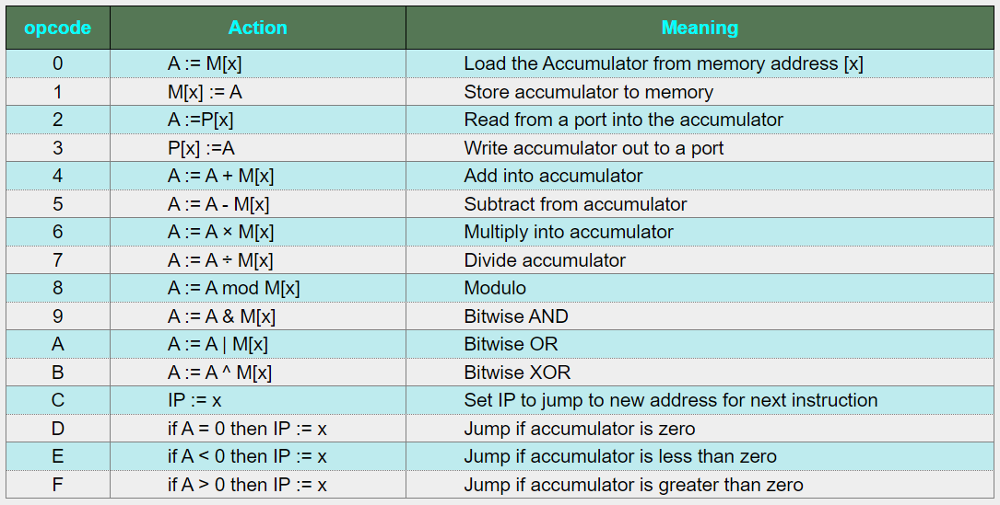 opcode Action Meaning
0 A := M[x] Load the Accumulator from memory address [x]
1 M[x] := A Store accumulator to memory
2 A :=P[x] Read from a port into the accumulator
3 P[x] :=A Write accumulator out to a port
4 A := A + M[x] Add into accumulator
5 A := A - M[x] Subtract from accumulator
6 A := A × M[x] Multiply into accumulator
7 A := A ÷ M[x] Divide accumulator
8 A := A mod M[x] Modulo
9 A := A & M[x] Bitwise AND
A A := A | M[x] Bitwise OR
B A := A ^ M[x] Bitwise XOR
C IP := x Set IP to jump to new address for next instruction
D if A = 0 then IP := x Jump if accumulator is zero
E if A < 0 then IP := x Jump if accumulator is less than zero
F if A > 0 then IP := x Jump if accumulator is greater than zero